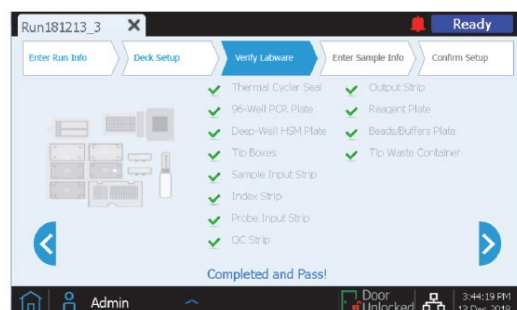 Run181213_3
Ready
Enter Run Info
Deck Setup
Verify Labware
Enter Sample Info
Confirm Setup
Thermal Cycler Seal
96-Well PCR Plate
Deep-Well HSM Plate
Tip Boxes
Sample Input Strip
Index Strip
Probe Input Strip
QC Strip
Output Strip
Reagent Plate
Beads/Buffers Plate
Tip Waste Container
Completed and Pass!
Admin
Door
Unlocked
3:44:19 PM
13 Dec 2018